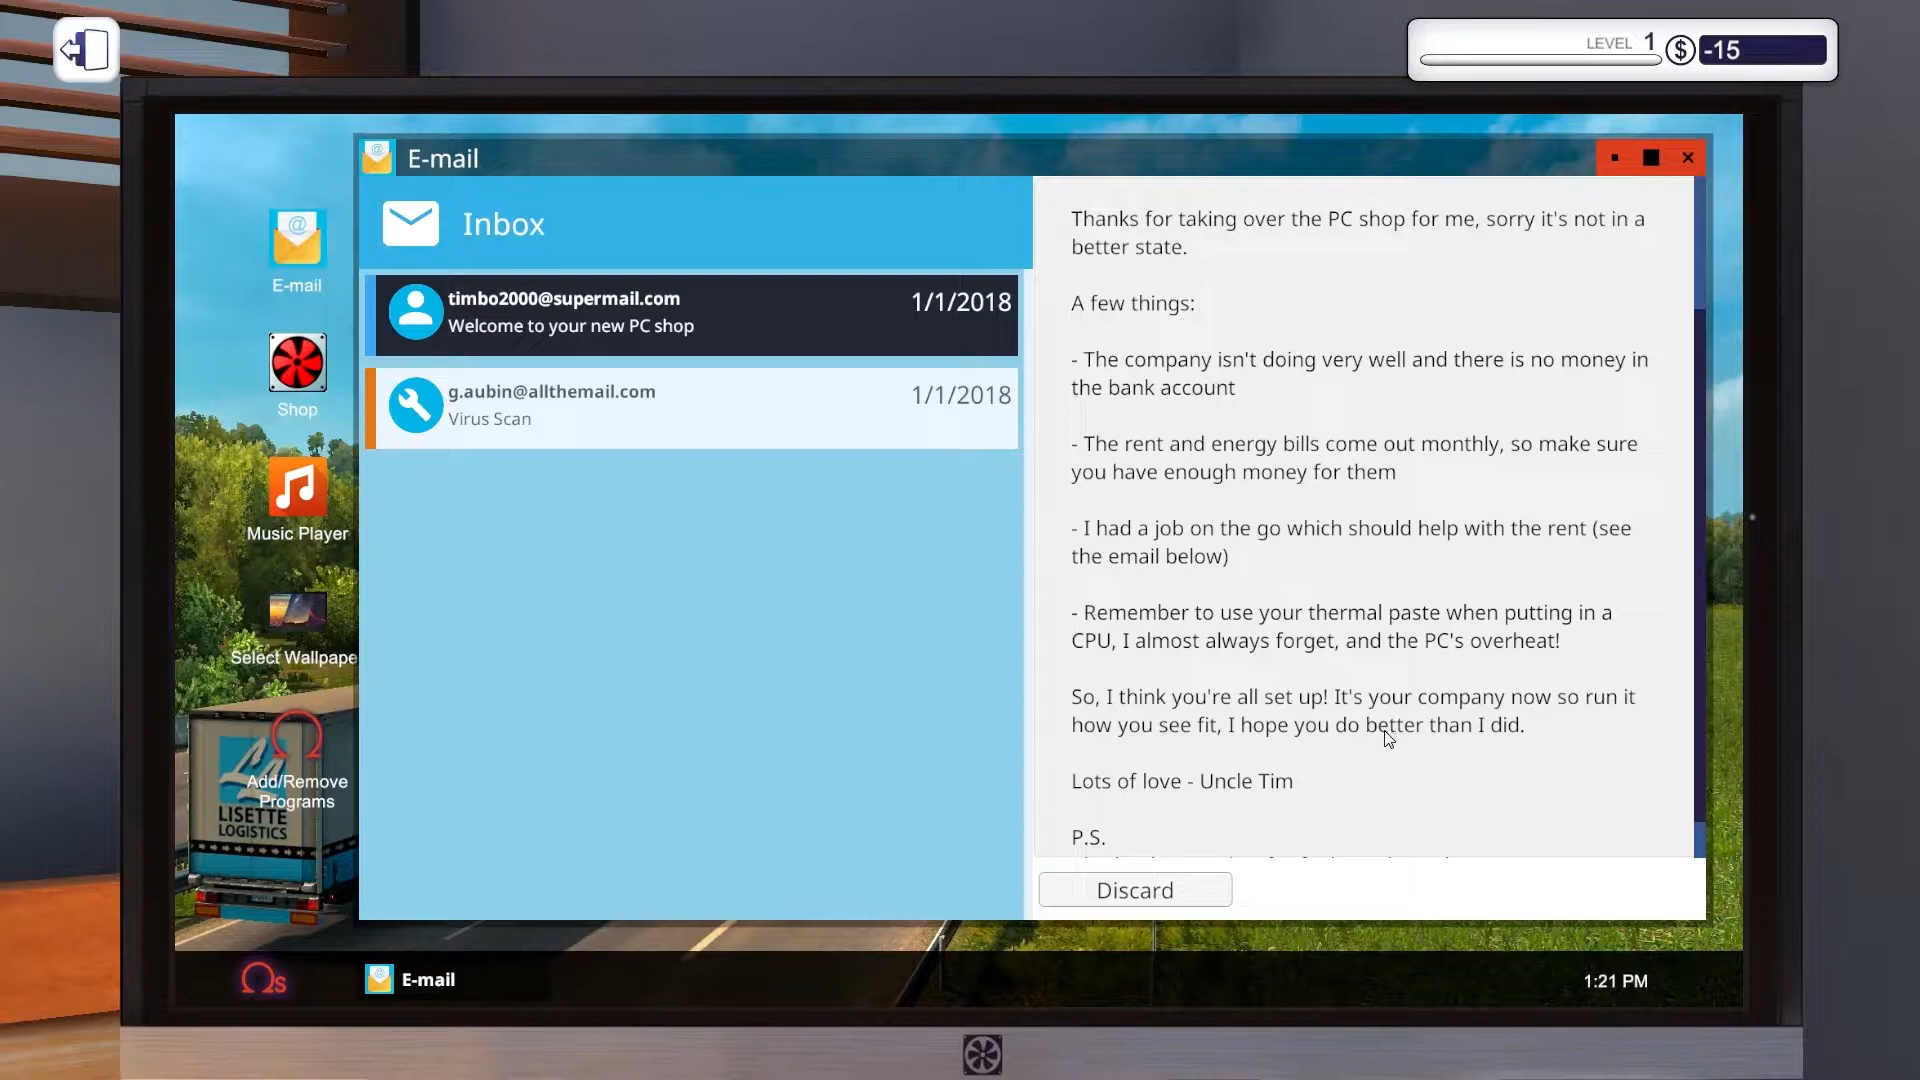 LEVEL 1 $ -15
E-mail
Inbox
timbo2000@supermail.com 1/1/2018
Welcome to your new PC shop
g.aubin@allthemail.com 1/1/2018
Virus Scan
Thanks for taking over the PC shop for me, sorry it's not in a
better state.
A few things:
- The company isn't doing very well and there is no money in
the bank account
- The rent and energy bills come out monthly, so make sure
you have enough money for them
- I had a job on the go which should help with the rent (see
the email below)
- Remember to use your thermal paste when putting in a
CPU, I almost always forget, and the PC's overheat!
So, I think you're all set up! It's your company now so run it
how you see fit, I hope you do better than I did.
Lots of love - Uncle Tim
P.S.
Discard
E-mail
Shop
Music Player
Select Wallpape
Add/Remove
Programs
LISETTE
LOGISTICS
Ωs
E-mail
1:21 PM